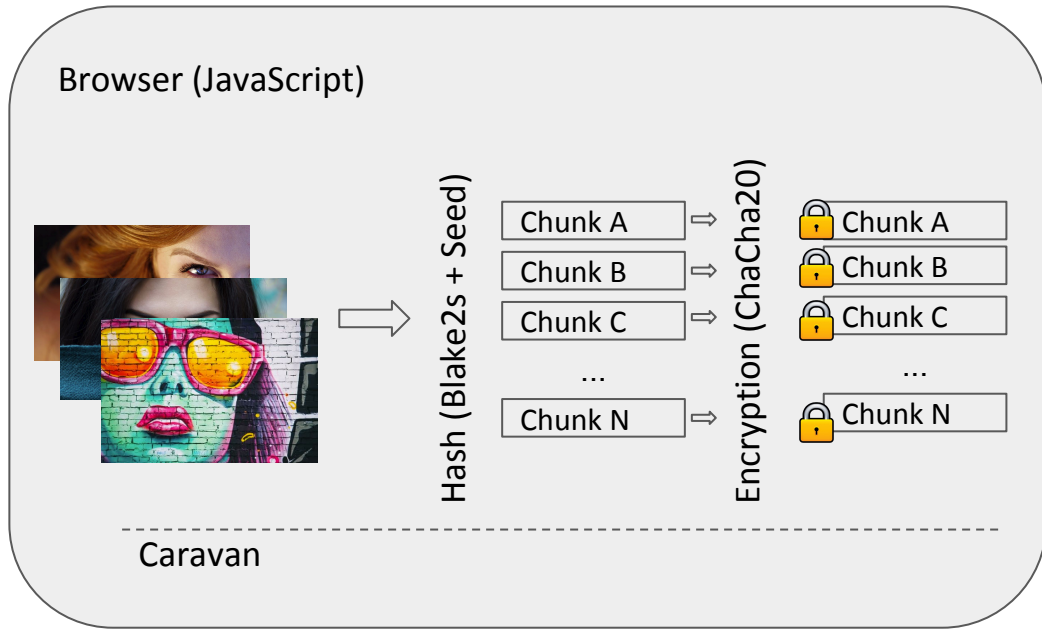 Browser (JavaScript)
Hash (Blake2s + Seed)
Chunk A
Chunk B
Chunk C
...
Chunk N
Encryption (ChaCha20)
Chunk A
Chunk B
Chunk C
...
Chunk N
Caravan